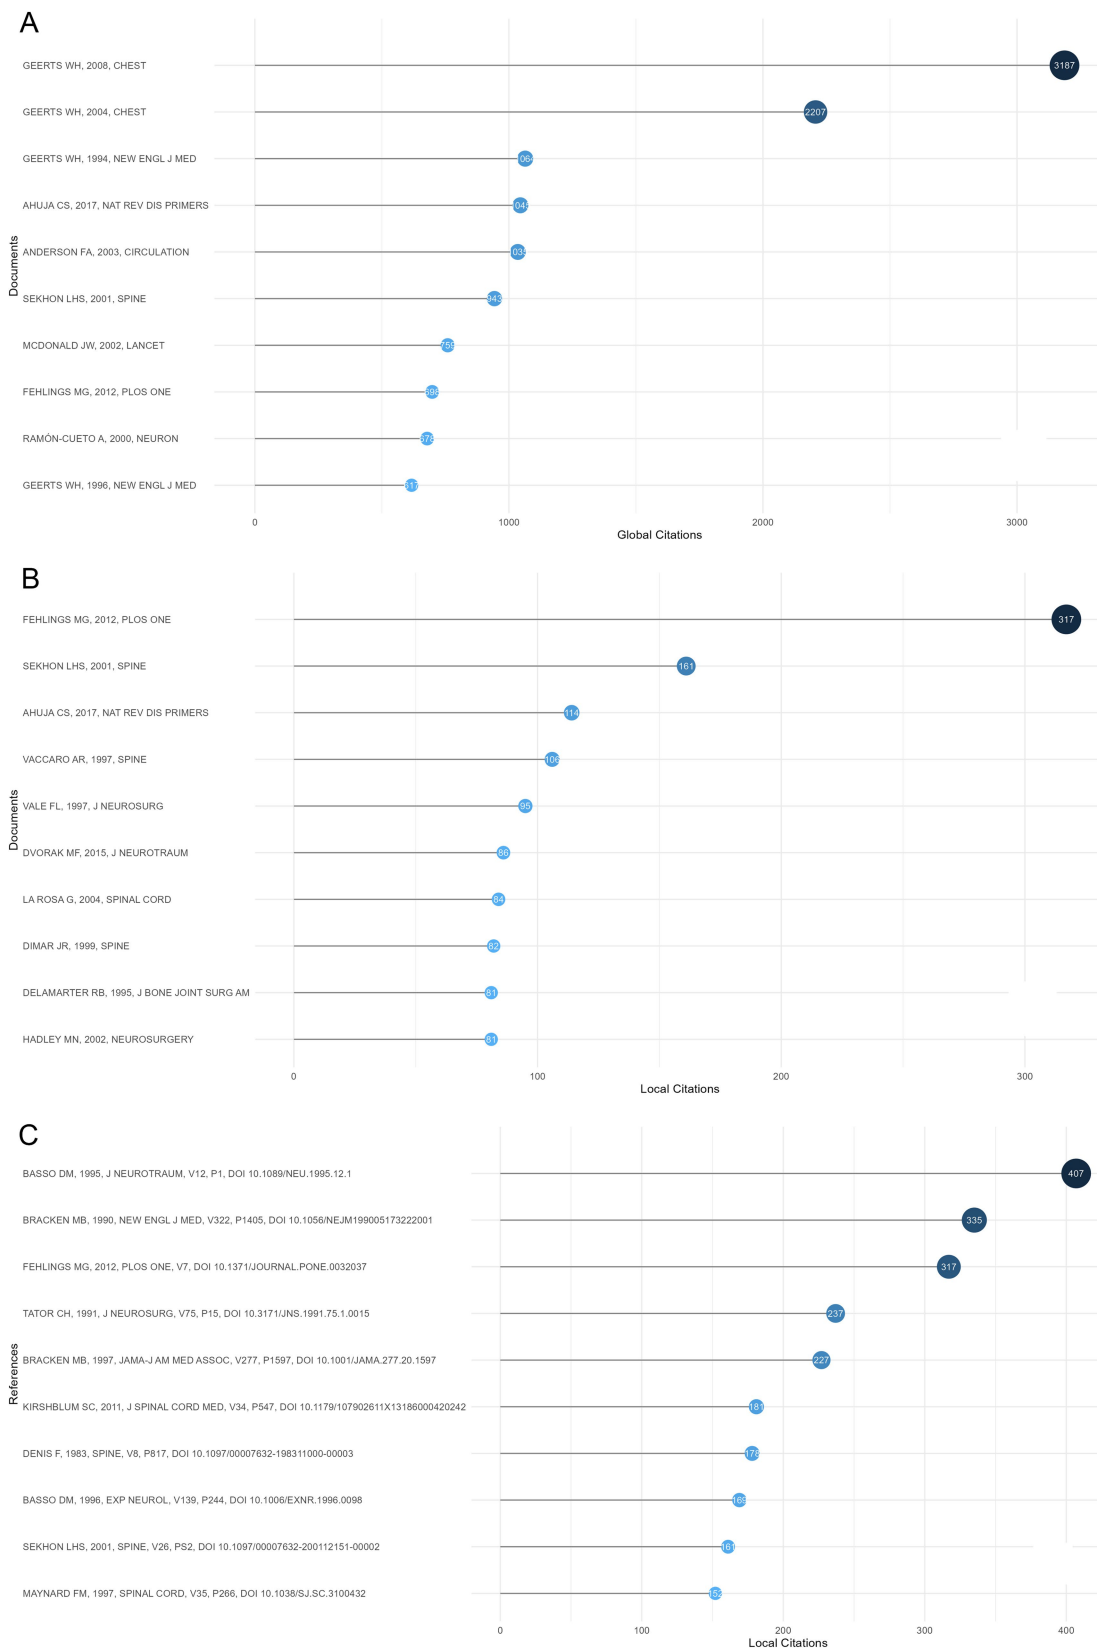 A
GEERTS WH, 2008, CHEST
3187
GEERTS WH, 2004, CHEST
2207
GEERTS WH, 1994, NEW ENGL J MED
AHUJA CS, 2017, NAT REV DIS PRIMERS
ANDERSON FA, 2003, CIRCULATION
SEKHON LHS, 2001, SPINE
943
MCDONALD JW, 2002, LANCET
759
FEHLINGS MG, 2012, PLOS ONE
RAMÓN-CUETO A, 2000, NEURON
GEERTS WH, 1996, NEW ENGL J MED
617
Documents
0 1000 2000 3000
Global Citations
B
FEHLINGS MG, 2012, PLOS ONE
317
SEKHON LHS, 2001, SPINE
161
AHUJA CS, 2017, NAT REV DIS PRIMERS
114
VACCARO AR, 1997, SPINE
106
VALE FL, 1997, J NEUROSURG
95
DVORAK MF, 2015, J NEUROTRAUM
86
LA ROSA G, 2004, SPINAL CORD
84
DIMAR JR, 1999, SPINE
82
DELAMARTER RB, 1995, J BONE JOINT SURG AM
81
HADLEY MN, 2002, NEUROSURGERY
81
Documents
0 100 200 300
Local Citations
C
BASSO DM, 1995, J NEUROTRAUM, V12, P1, DOI 10.1089/NEU.1995.12.1
407
BRACKEN MB, 1990, NEW ENGL J MED, V322, P1405, DOI 10.1056/NEJM199005173222001
335
FEHLINGS MG, 2012, PLOS ONE, V7, DOI 10.1371/JOURNAL.PONE.0032037
317
TATOR CH, 1991, J NEUROSURG, V75, P15, DOI 10.3171/JNS.1991.75.1.0015
237
BRACKEN MB, 1997, JAMA-J AM MED ASSOC, V277, P1597, DOI 10.1001/JAMA.277.20.1597
227
KIRSHBLUM SC, 2011, J SPINAL CORD MED, V34, P547, DOI 10.1179/107902611X13186000420242
181
DENIS F, 1983, SPINE, V8, P817, DOI 10.1097/00007632-198311000-00003
178
BASSO DM, 1996, EXP NEUROL, V139, P244, DOI 10.1006/EXNR.1996.0098
169
SEKHON LHS, 2001, SPINE, V26, PS2, DOI 10.1097/00007632-200112151-00002
161
MAYNARD FM, 1997, SPINAL CORD, V35, P266, DOI 10.1038/SJ.SC.3100432
152
References
0 100 200 300 400
Local Citations